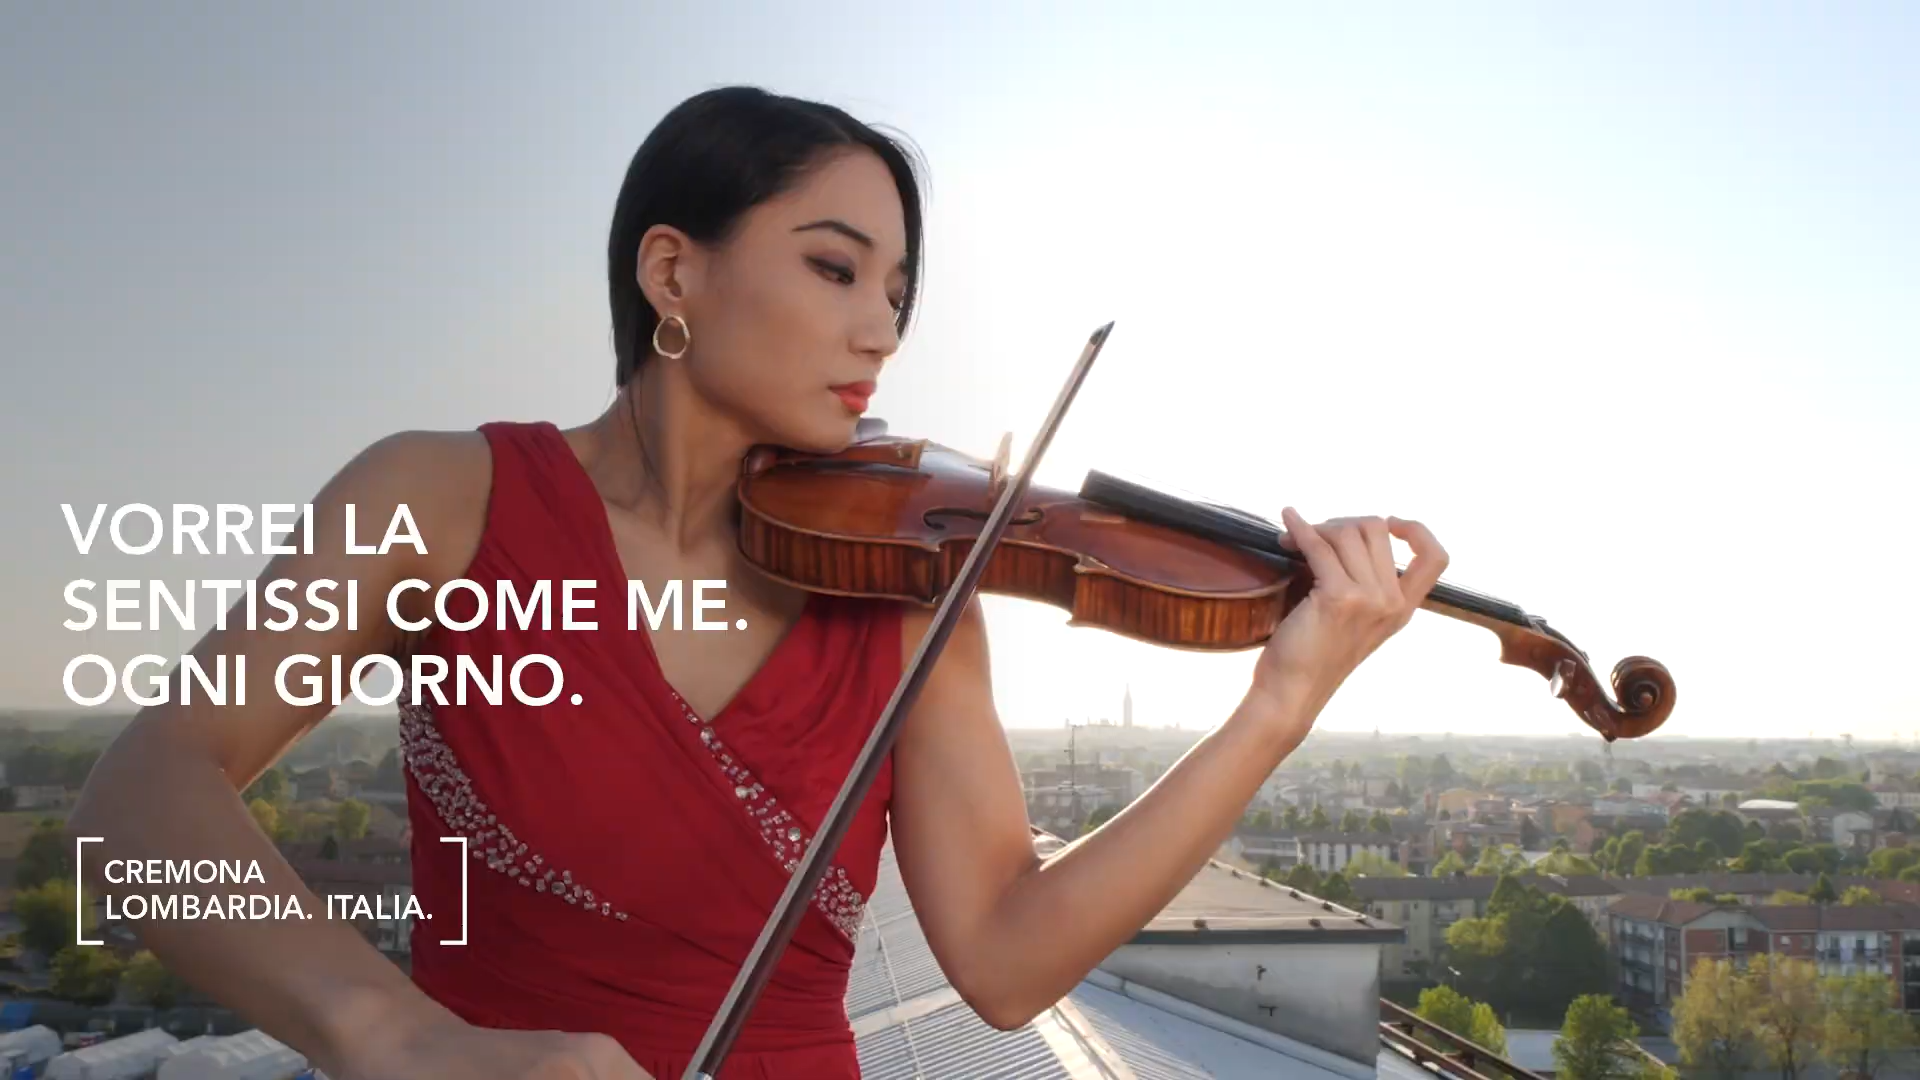 VORREI LA
SENTISSI COME ME.
OGNI GIORNO.
CREMONA
LOMBARDIA. ITALIA.